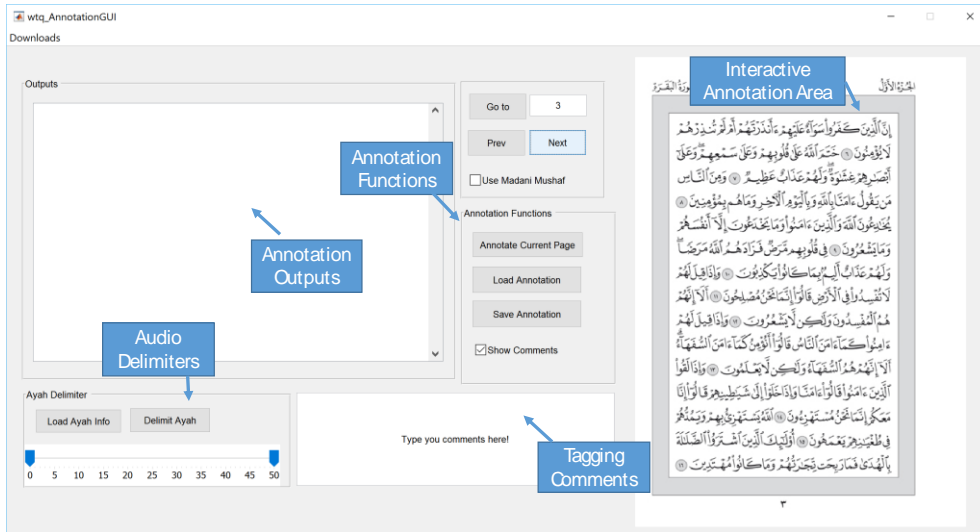 wtq_AnnotationGUI
Downloads
Outputs
Annotation
Outputs
Go to
3
Prev
Next
Use Madani Mushaf
Annotation
Functions
Annotation Functions
Annotate Current Page
Load Annotation
Save Annotation
Show Comments
Audio
Delimiters
Ayah Delimiter
Load Ayah Info
Delimit Ayah
0 5 10 15 20 25 30 35 40 45 50
Type you comments here!
Tagging
Comments
Interactive
Annotation Area
الجزء الأول
البقرة
إِنَّ ٱلَّذِينَ كَفَرُوا۟ سَوَآءٌ عَلَيْهِمْ ءَأَنذَرْتَهُمْ أَمْ لَمْ تُنذِرْهُمْ
لَا يُؤْمِنُونَ ٦ خَتَمَ ٱللَّهُ عَلَىٰ قُلُوبِهِمْ وَعَلَىٰ سَمْعِهِمْ ۖ وَعَلَىٰٓ
أَبْصَٰرِهِمْ غِشَٰوَةٌ ۖ وَلَهُمْ عَذَابٌ عَظِيمٌ ٧ وَمِنَ ٱلنَّاسِ
مَن يَقُولُ ءَامَنَّا بِٱللَّهِ وَبِٱلْيَوْمِ ٱلْءَاخِرِ وَمَا هُم بِمُؤْمِنِينَ ٨
يُخَٰدِعُونَ ٱللَّهَ وَٱلَّذِينَ ءَامَنُوا۟ وَمَا يَخْدَعُونَ إِلَّآ أَنفُسَهُمْ
وَمَا يَشْعُرُونَ ٩ فِى قُلُوبِهِم مَّرَضٌ فَزَادَهُمُ ٱللَّهُ مَرَضًا ۖ
وَلَهُمْ عَذَابٌ أَلِيمٌۢ بِمَا كَانُوا۟ يَكْذِبُونَ ١٠ وَإِذَا قِيلَ لَهُمْ
لَا تُفْسِدُوا۟ فِى ٱلْأَرْضِ قَالُوٓا۟ إِنَّمَا نَحْنُ مُصْلِحُونَ ١١ أَلَآ إِنَّهُمْ
هُمُ ٱلْمُفْسِدُونَ وَلَٰكِن لَّا يَشْعُرُونَ ١٢ وَإِذَا قِيلَ لَهُمْ
ءَامِنُوا۟ كَمَآ ءَامَنَ ٱلنَّاسُ قَالُوٓا۟ أَنُؤْمِنُ كَمَآ ءَامَنَ ٱلسُّفَهَآءُ ۗ
أَلَآ إِنَّهُمْ هُمُ ٱلسُّفَهَآءُ وَلَٰكِن لَّا يَعْلَمُونَ ١٣ وَإِذَا لَقُوا۟
ٱلَّذِينَ ءَامَنُوا۟ قَالُوٓا۟ ءَامَنَّا وَإِذَا خَلَوْا۟ إِلَىٰ شَيَٰطِينِهِمْ قَالُوٓا۟ إِنَّا
مَعَكُمْ إِنَّمَا نَحْنُ مُسْتَهْزِءُونَ ١٤ ٱللَّهُ يَسْتَهْزِئُ بِهِمْ وَيَمُدُّهُمْ
فِى طُغْيَٰنِهِمْ يَعْمَهُونَ ١٥ أُو۟لَٰٓئِكَ ٱلَّذِينَ ٱشْتَرَوُا۟ ٱلضَّلَٰلَةَ
بِٱلْهُدَىٰ فَمَا رَبِحَت تِّجَٰرَتُهُمْ وَمَا كَانُوا۟ مُهْتَدِينَ ١٦
٣